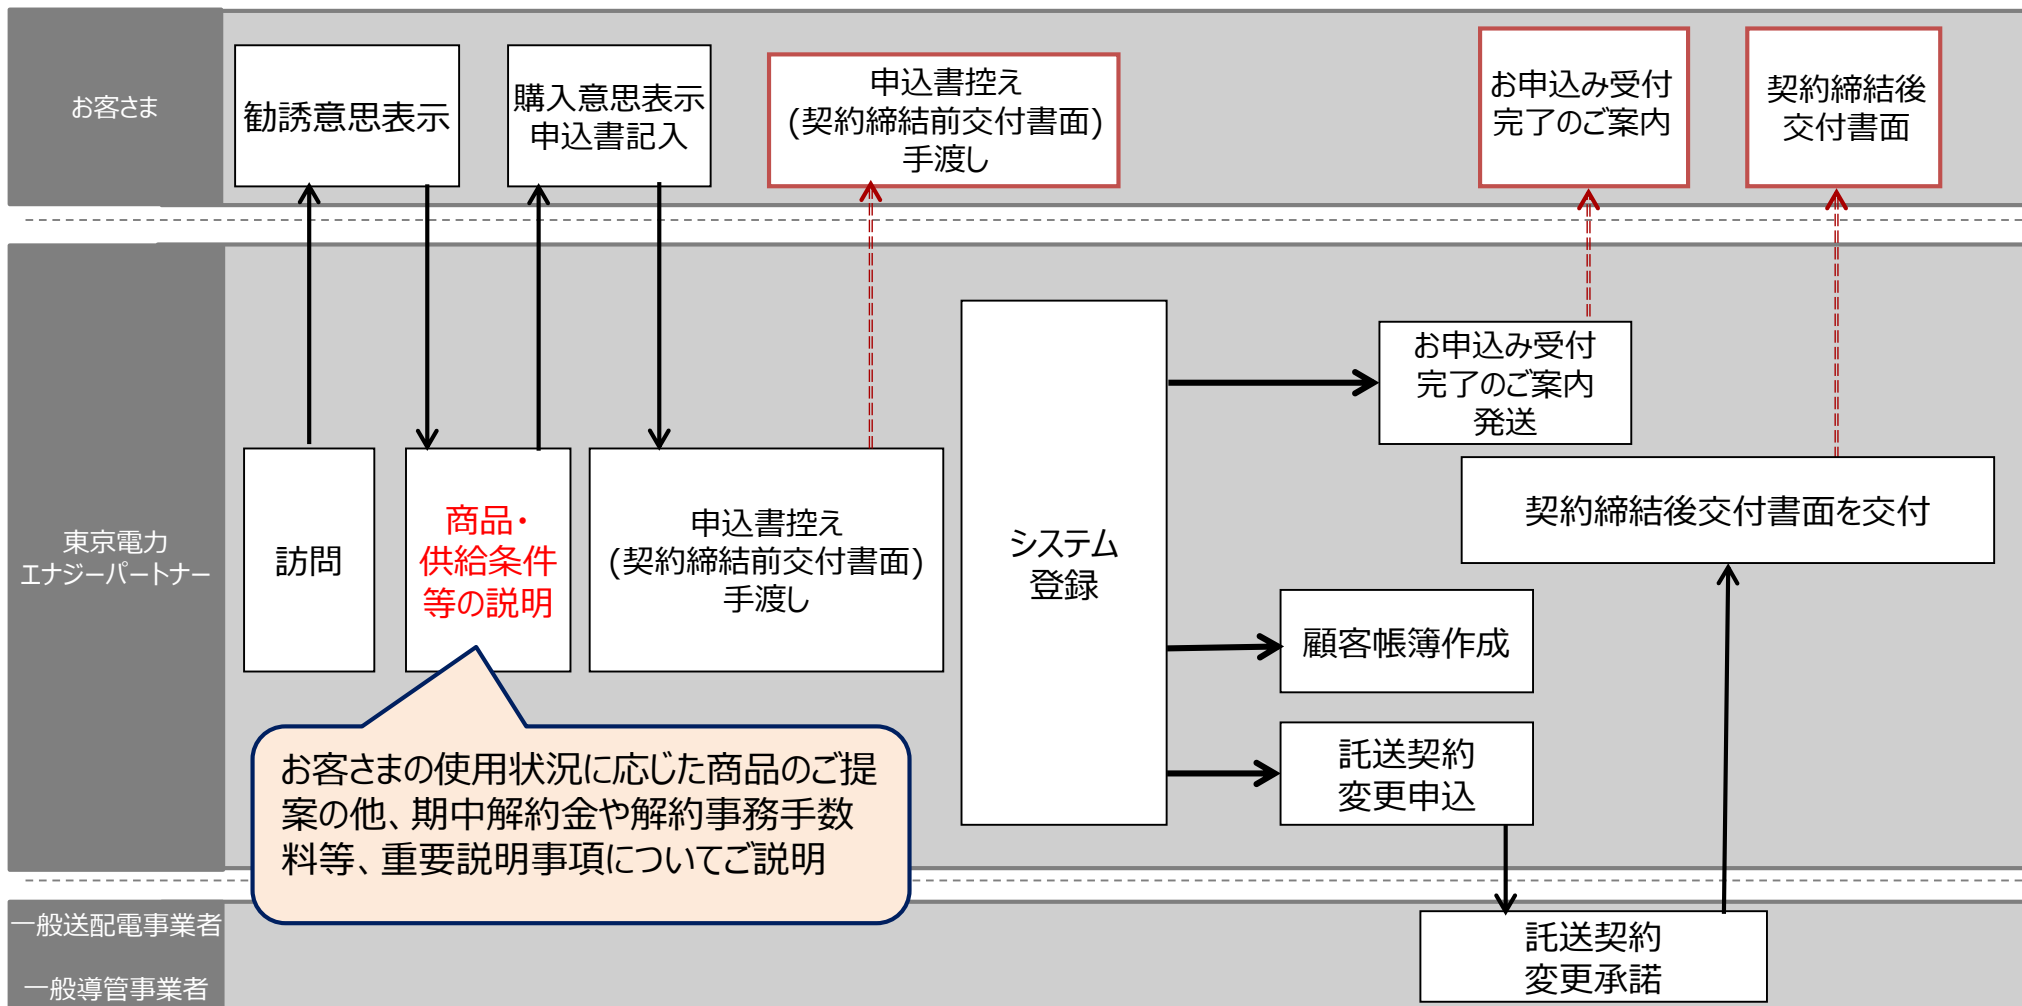 お客さま
勧誘意思表示
購入意思表示
申込書記入
申込書控え
(契約締結前交付書面)
手渡し
お申込み受付
完了のご案内
契約締結後
交付書面
東京電力
エナジーパートナー
訪問
商品・
供給条件
等の説明
申込書控え
(契約締結前交付書面)
手渡し
システム
登録
お申込み受付
完了のご案内
発送
契約締結後交付書面を交付
顧客帳簿作成
託送契約
変更申込
お客さまの使用状況に応じた商品のご提
案の他、期中解約金や解約事務手数
料等、重要説明事項についてご説明
一般送配電事業者
一般導管事業者
託送契約
変更承諾